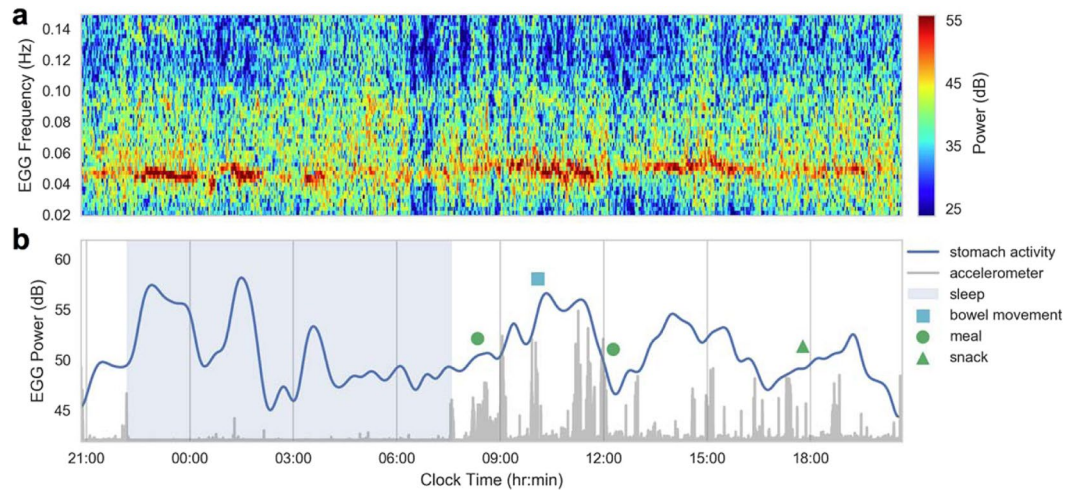 a
EGG Frequency (Hz)
0.14
0.12
0.10
0.08
0.06
0.04
0.02
55
45
35
25
Power (dB)
b
EGG Power (dB)
60
55
50
45
21:00 00:00 03:00 06:00 09:00 12:00 15:00 18:00
Clock Time (hr:min)
stomach activity
accelerometer
sleep
bowel movement
meal
snack